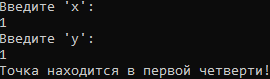 Введите 'x':
1
Введите 'y':
1
Точка находится в первой четверти!